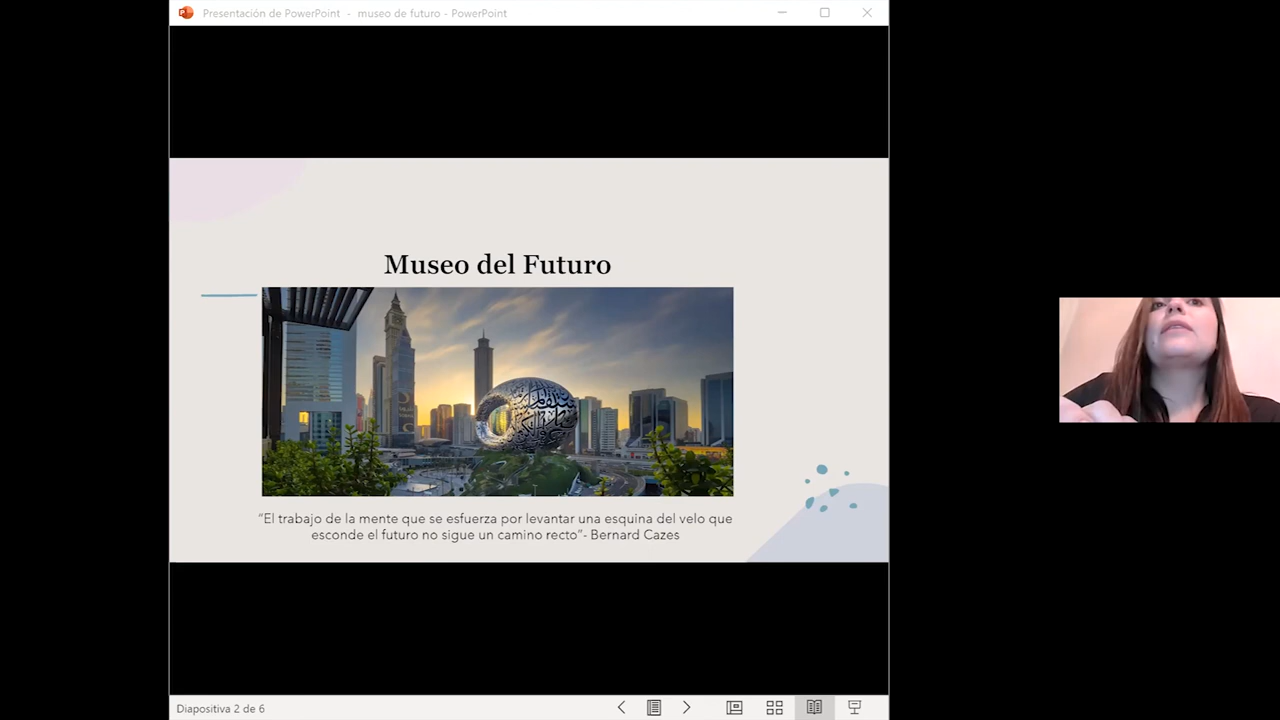 Presentación de PowerPoint - museo de futuro - PowerPoint
Museo del Futuro
“El trabajo de la mente que se esfuerza por levantar una esquina del velo que
esconde el futuro no sigue un camino recto”- Bernard Cazes
Diapositiva 2 de 6